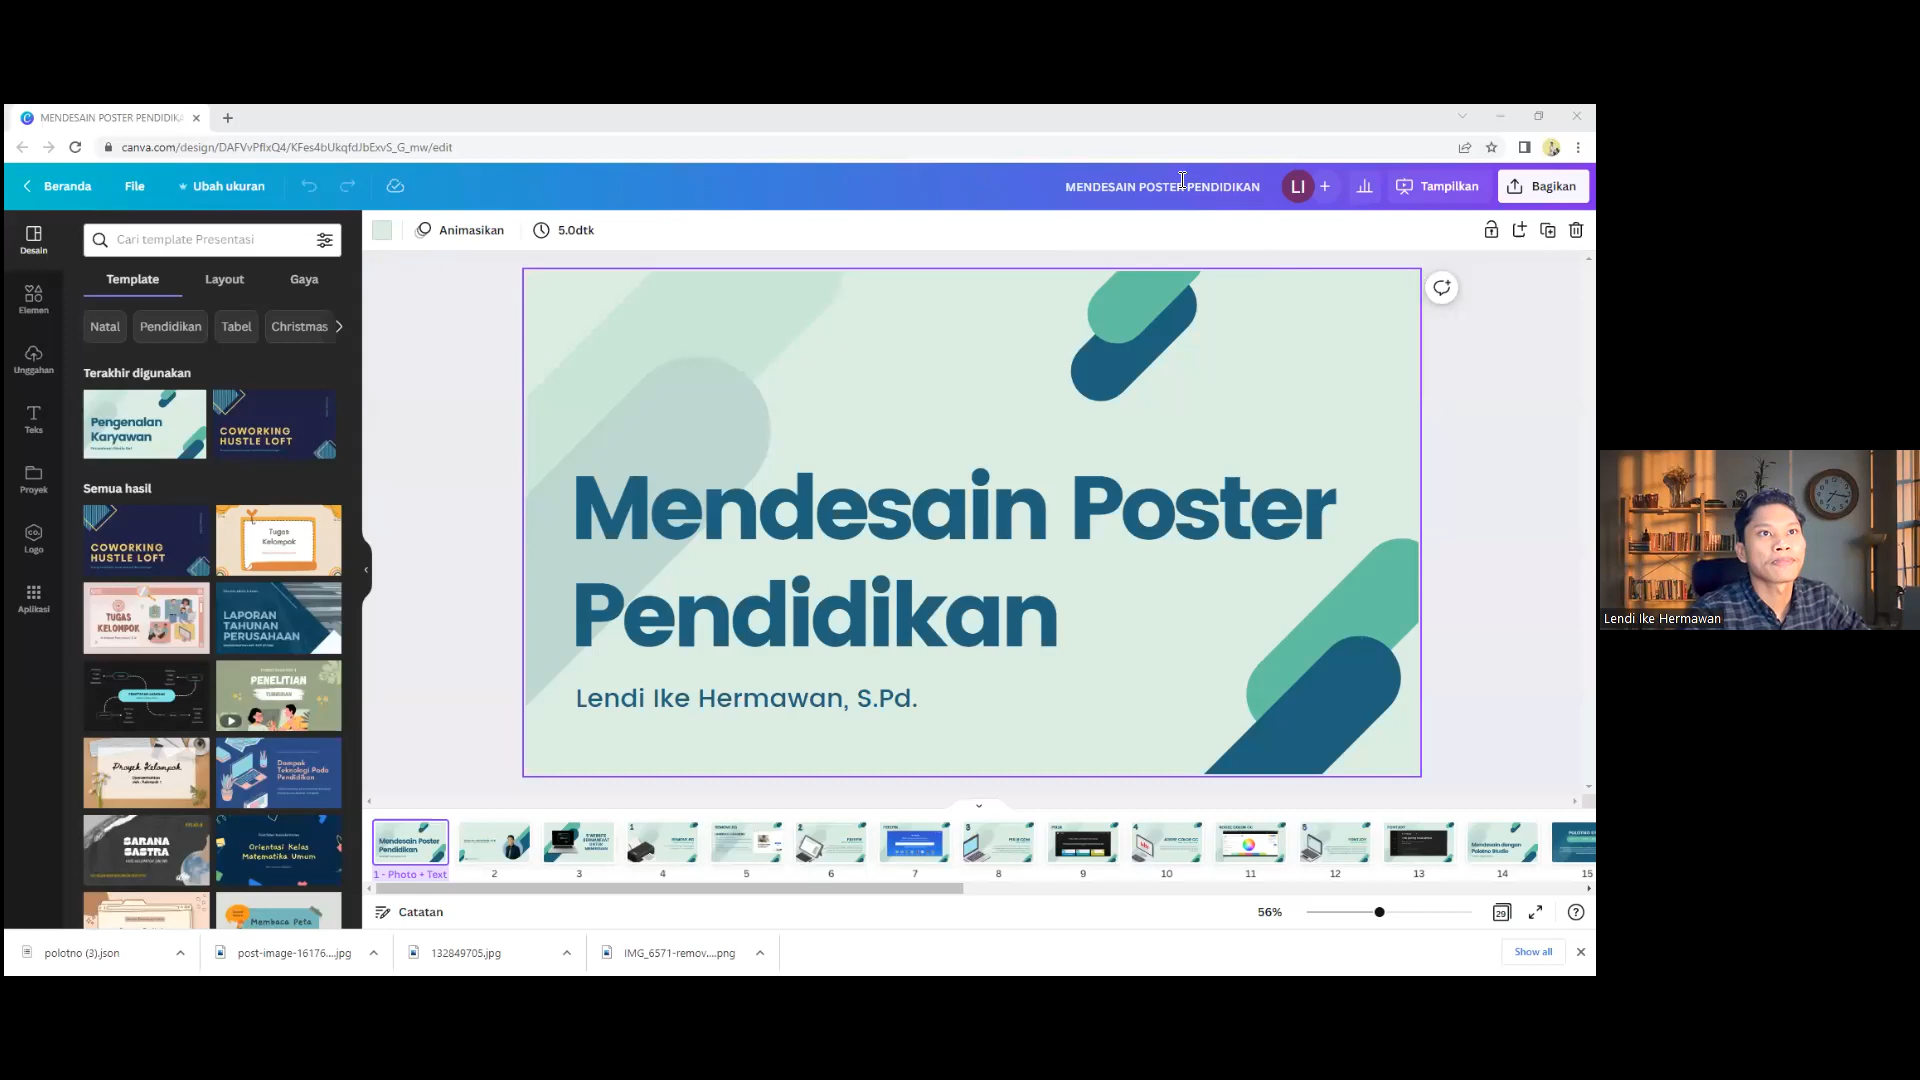 MENDESAIN POSTER PENDIDIKA
canva.com/design/DAFVvPflxQ4/KFes4bUkqfdJbExvS_G_mw/edit
Beranda
File
Ubah ukuran
MENDESAIN POSTER PENDIDIKAN
LI
Tampilkan
Bagikan
Desain
Elemen
Unggahan
Teks
Proyek
CO.
Logo
Aplikasi
Cari template Presentasi
Template
Layout
Gaya
Natal
Pendidikan
Tabel
Christmas
Terakhir digunakan
Pengenalan
Karyawan
COWORKING
HUSTLE LOFT
Semua hasil
COWORKING
HUSTLE LOFT
Tugas
Kelompok
TUGAS
KELOMPOK
LAPORAN
TAHUNAN
PERUSAHAAN
PENELITIAN
Proyek Kelompok
Dampak
Teknologi Pada
Pendidikan
SARANA
SASTRA
Orientasi Kelas
Matematika Umum
Membaca Peta
Animasikan
5.0dtk
Mendesain Poster
Pendidikan
Lendi Ike Hermawan, S.Pd.
Lendi Ike Hermawan
Mendesain Poster
Pendidikan
1 - Photo + Text
2
3
4
5
6
7
8
9
10
11
12
13
14
15
Catatan
56%
29
polotno (3).json
post-image-16176....jpg
132849705.jpg
IMG_6571-remov....png
Show all